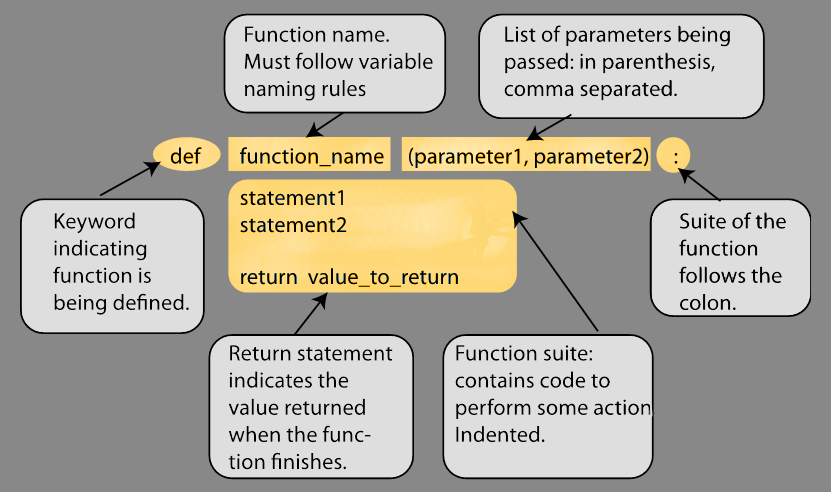 Function name.
Must follow variable
naming rules
List of parameters being
passed: in parenthesis,
comma separated.
def function_name (parameter1, parameter2) :
statement1
statement2
return value_to_return
Keyword
indicating
function is
being defined.
Suite of the
function
follows the
colon.
Return statement
indicates the
value returned
when the func-
tion finishes.
Function suite:
contains code to
perform some action
Indented.